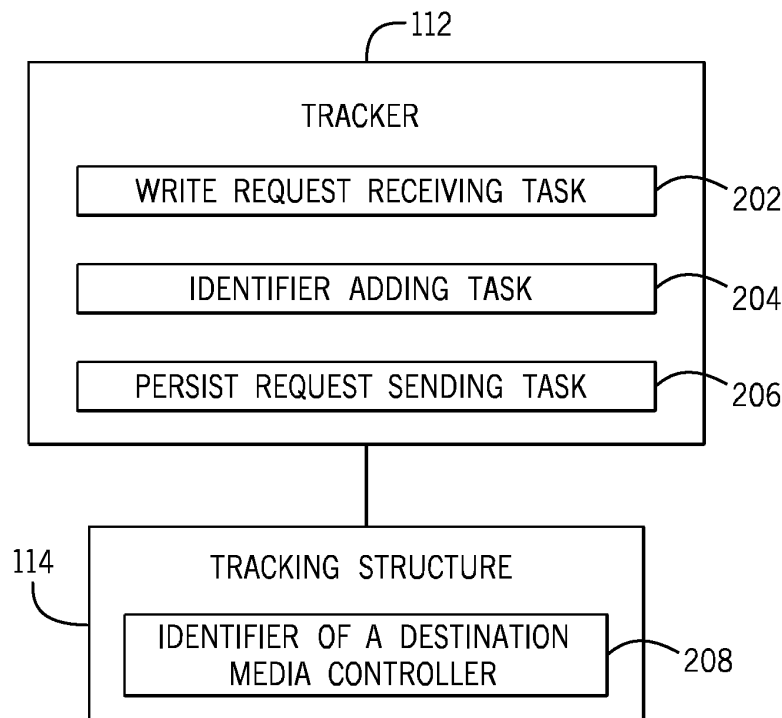 112
TRACKER
WRITE REQUEST RECEIVING TASK
202
IDENTIFIER ADDING TASK
204
PERSIST REQUEST SENDING TASK
206
114
TRACKING STRUCTURE
IDENTIFIER OF A DESTINATION
MEDIA CONTROLLER
208